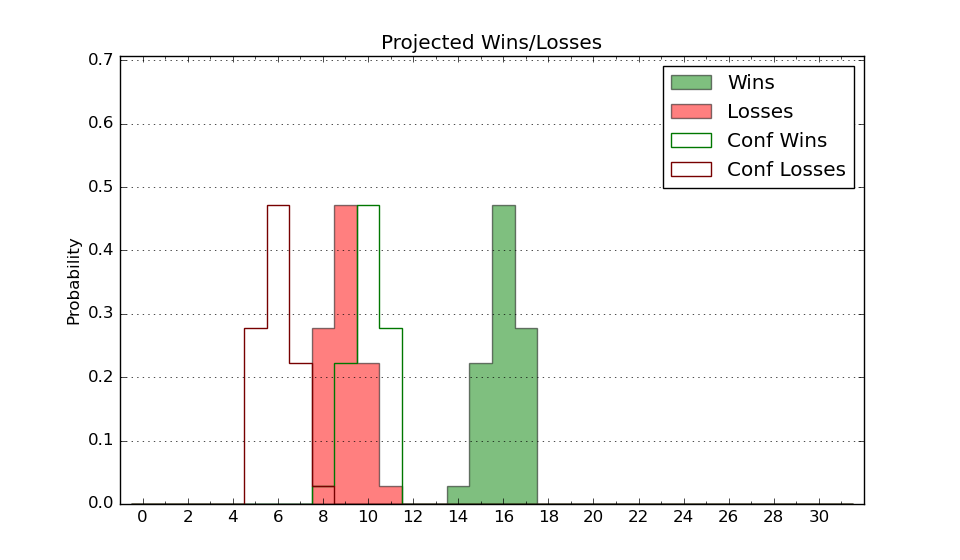 Projected Wins/Losses
Wins
Losses
Conf Wins
Conf Losses
Probability
0.7
0.6
0.5
0.4
0.3
0.2
0.1
0.0
0 2 4 6 8 10 12 14 16 18 20 22 24 26 28 30